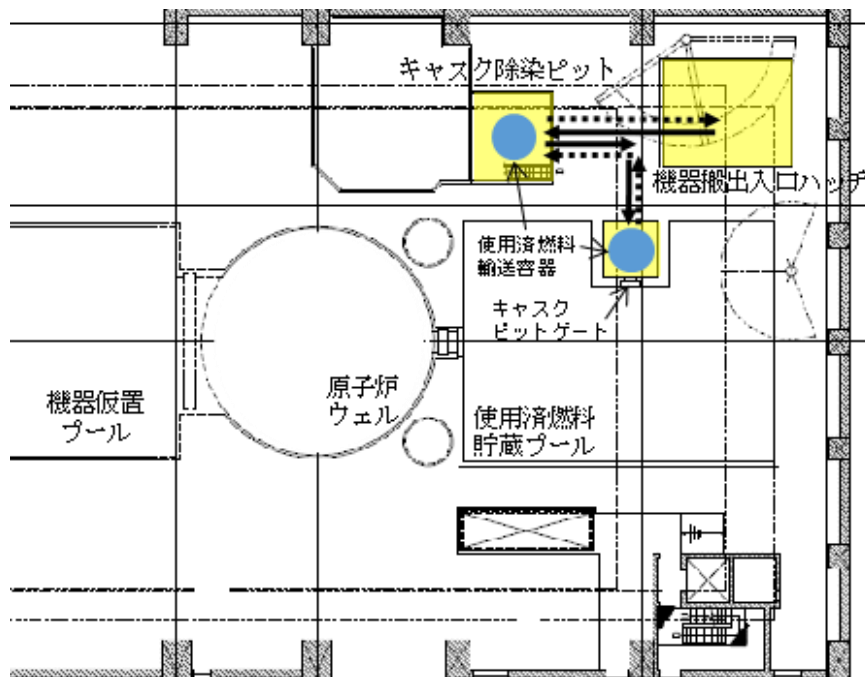 キャスク除染ピット
機器搬出入口ハッチ
使用済燃料
輸送容器
キャスク
ピットゲート
原子炉
ウェル
機器仮置
プール
使用済燃料
貯蔵プール